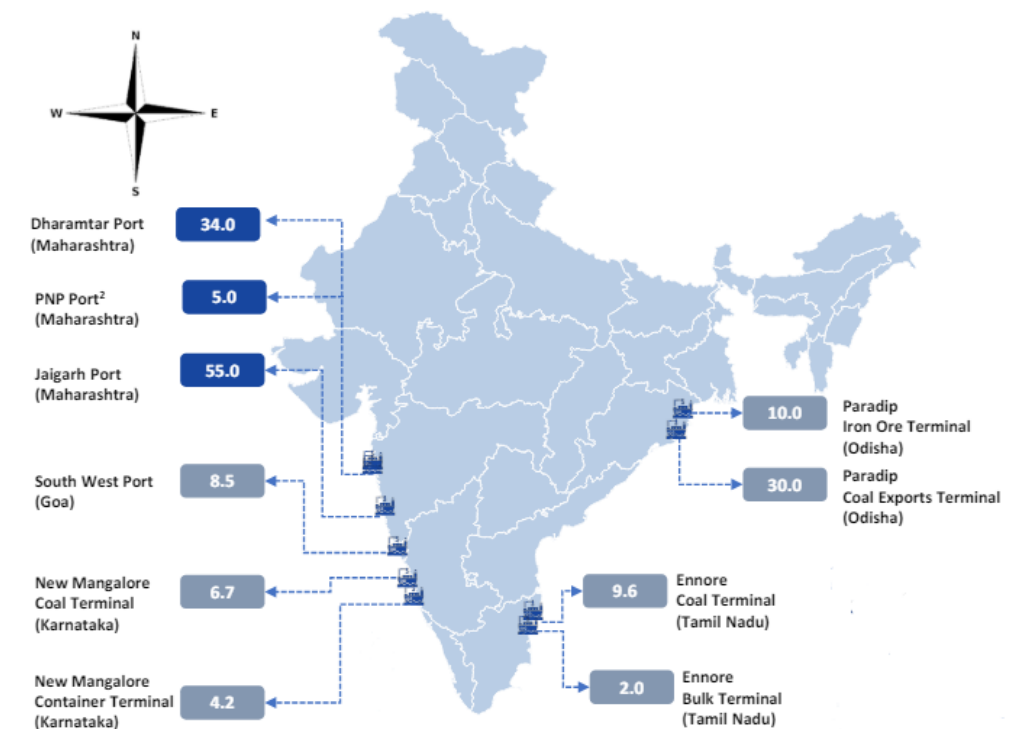 N
W
E
S
Dharamtar Port
(Maharashtra)
34.0
PNP Port²
(Maharashtra)
5.0
Jaigarh Port
(Maharashtra)
55.0
South West Port
(Goa)
8.5
New Mangalore
Coal Terminal
(Karnataka)
6.7
New Mangalore
Container Terminal
(Karnataka)
4.2
10.0
Paradip
Iron Ore Terminal
(Odisha)
30.0
Paradip
Coal Exports Terminal
(Odisha)
9.6
Ennore
Coal Terminal
(Tamil Nadu)
2.0
Ennore
Bulk Terminal
(Tamil Nadu)